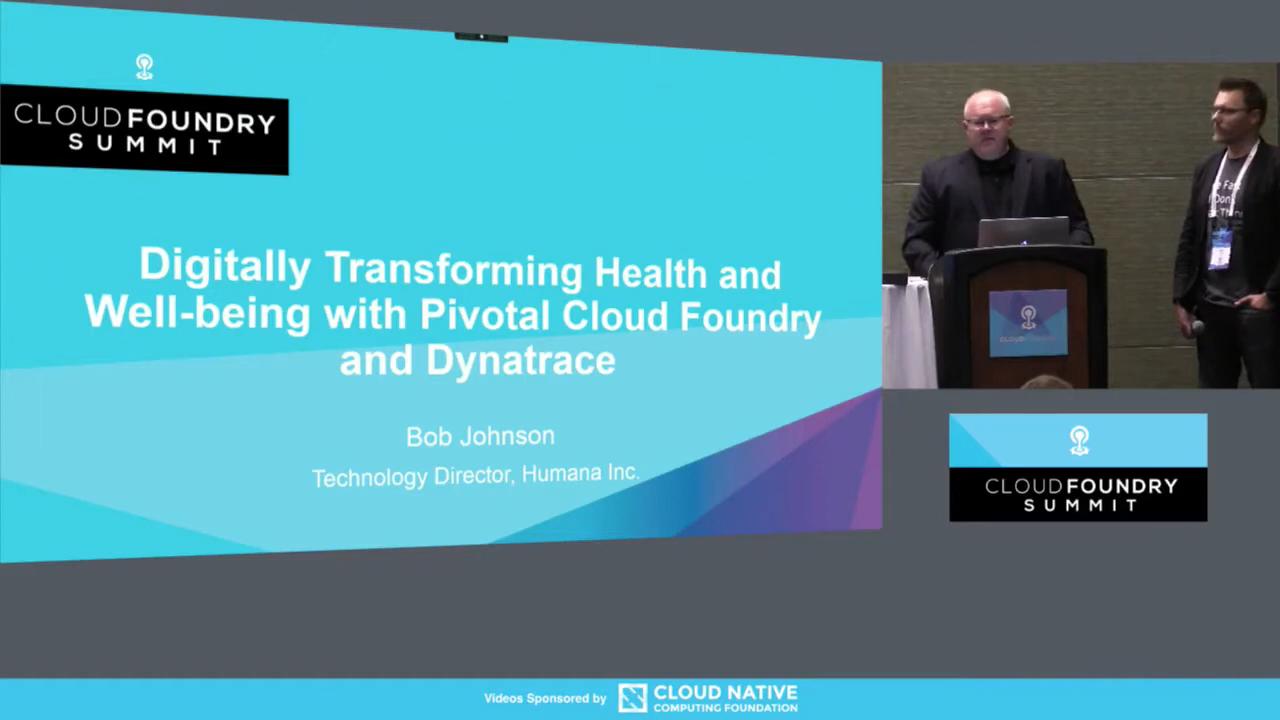 CLOUDFOUNDRY
SUMMIT
Digitally Transforming Health and
Well-being with Pivotal Cloud Foundry
and Dynatrace
Bob Johnson
Technology Director, Humana Inc.
CLOUDFOUNDRY
SUMMIT
Videos Sponsored by
CLOUD NATIVE
COMPUTING FOUNDATION